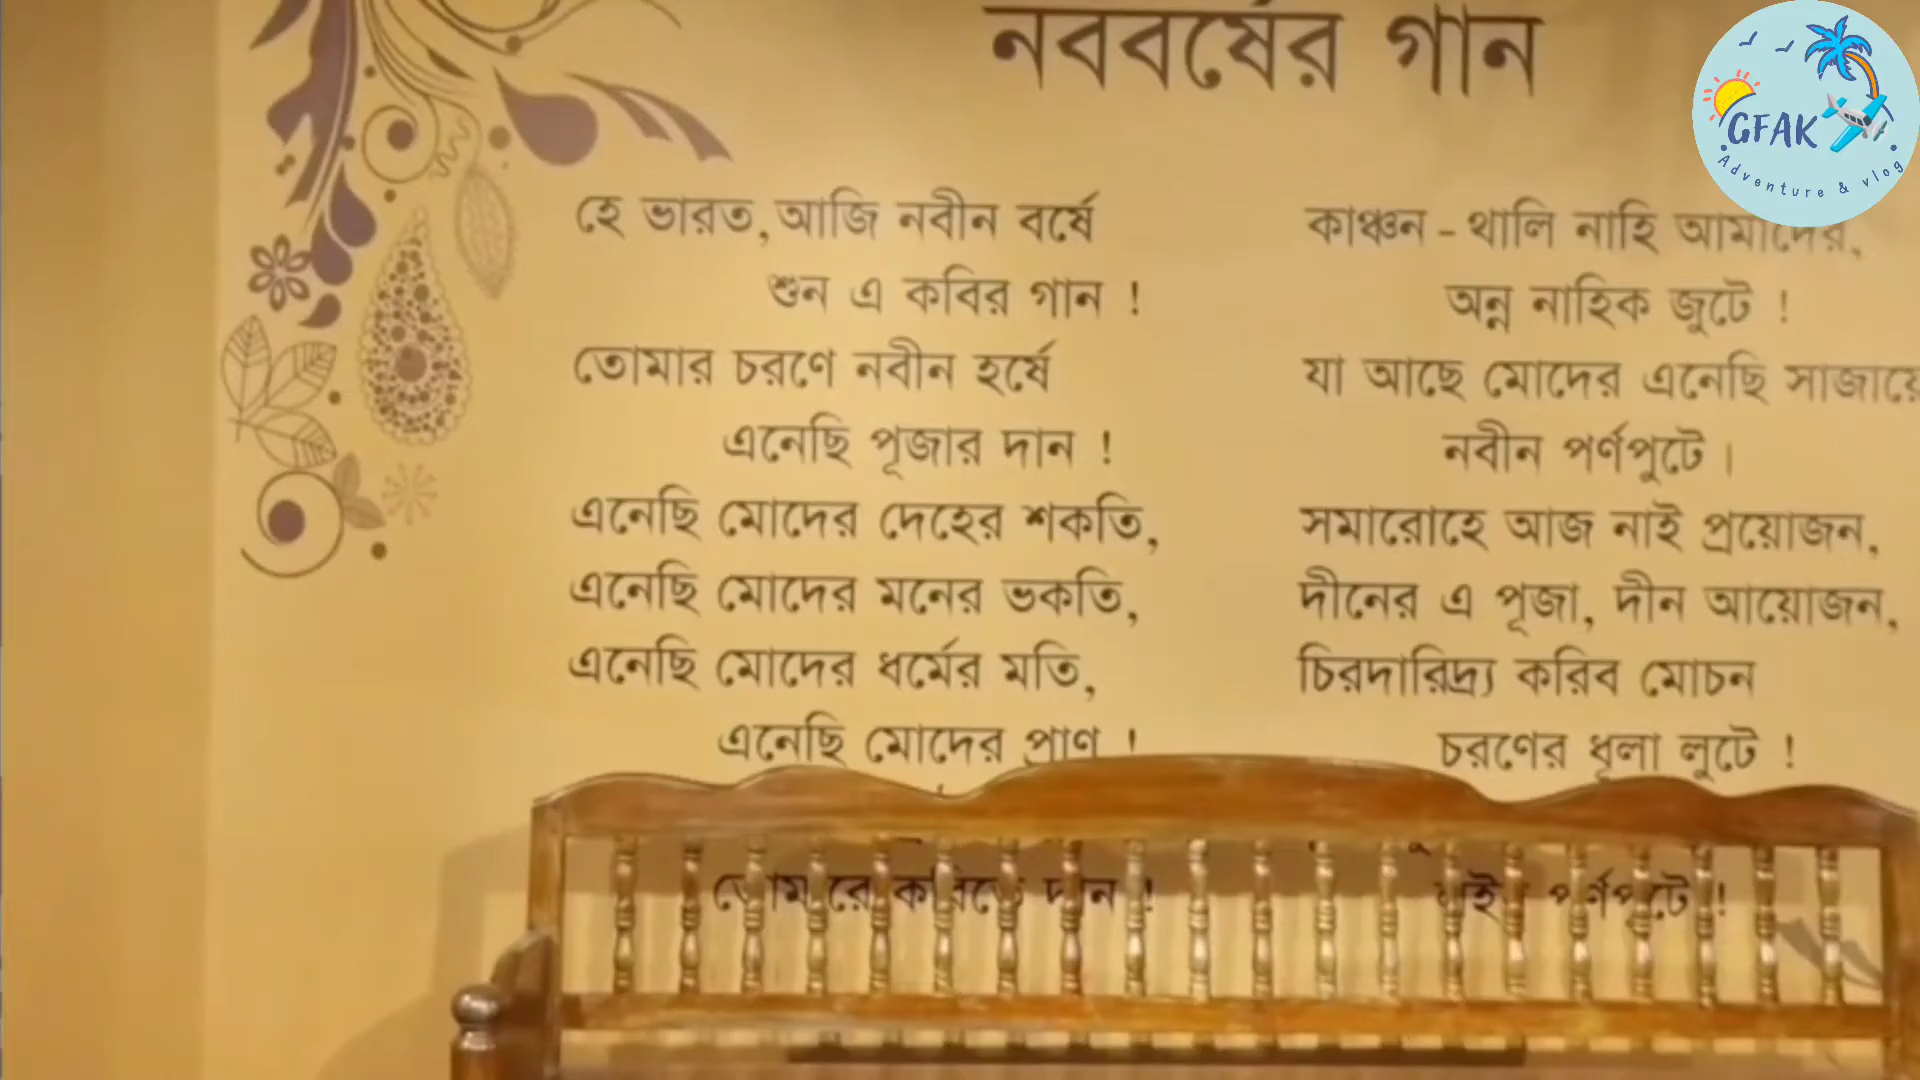 নববর্ষের গান
হে ভারত, আজি নবীন বর্ষে
শুন এ কবির গান !
তোমার চরণে নবীন হর্ষে
এনেছি পূজার দান !
এনেছি মোদের দেহের শকতি,
এনেছি মোদের মনের ভকতি,
এনেছি মোদের ধর্মের মতি,
এনেছি মোদের প্রাণ !
তোমারে করিতে দান !
কাঞ্চন - থালি নাহি আমাদের,
অন্ন নাহিক জুটে !
যা আছে মোদের এনেছি সাজায়ে
নবীন পর্ণপুটে ।
সমারোহে আজ নাই প্রয়োজন,
দীনের এ পূজা, দীন আয়োজন,
চিরদারিদ্র্য করিব মোচন
চরণের ধূলা লুটে !
পর্ণপুটে !
GFAK
Adventure & vlog